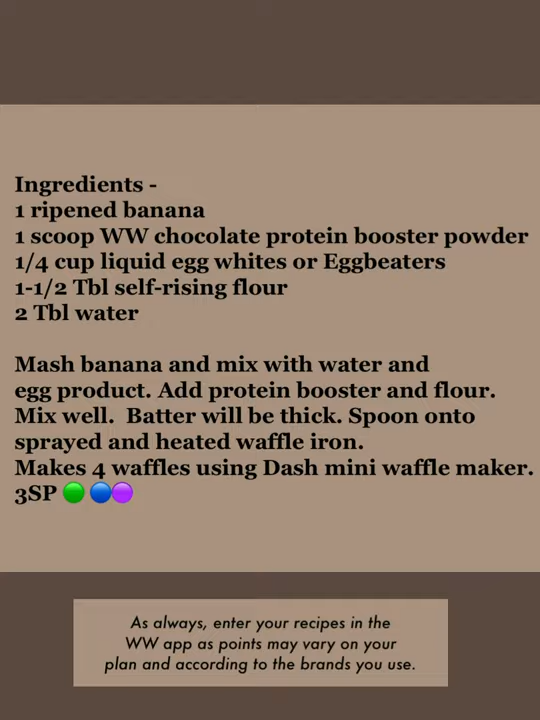 Ingredients -
1 ripened banana
1 scoop WW chocolate protein booster powder
1/4 cup liquid egg whites or Eggbeaters
1-1/2 Tbl self-rising flour
2 Tbl water
Mash banana and mix with water and
egg product. Add protein booster and flour.
Mix well.  Batter will be thick. Spoon onto
sprayed and heated waffle iron.
Makes 4 waffles using Dash mini waffle maker.
3SP 🟢 🔵🟣
As always, enter your recipes in the
WW app as points may vary on your
plan and according to the brands you use.